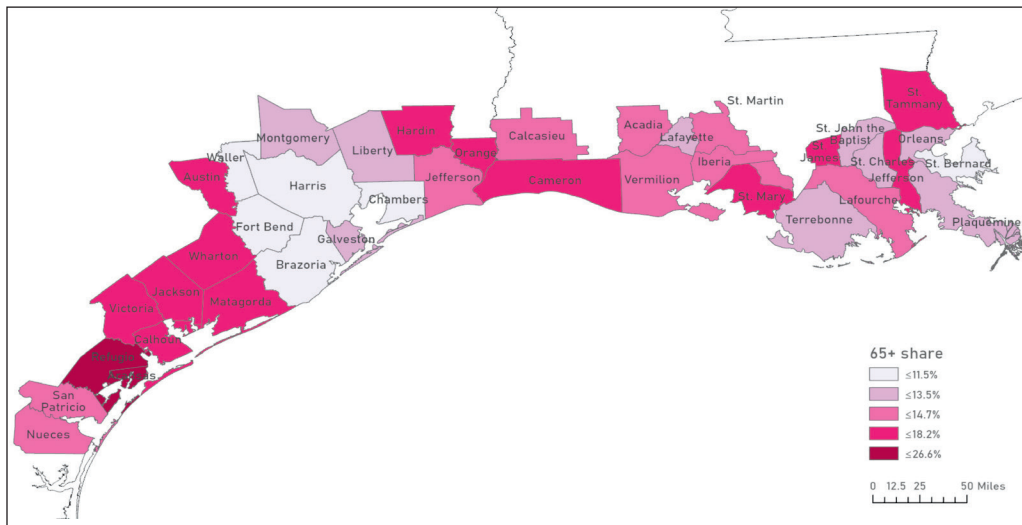 St.
Tammany
St. Martin
Montgomery
Liberty
Hardin
Calcasieu
Acadia
Lafayette
St. John the
Baptist
Orleans
Waller
Orange
St.
James
St. Charles
St. Bernard
Austin
Harris
Jefferson
Cameron
Vermilion
Iberia
Jefferson
Chambers
St. Mary
Lafourche
Fort Bend
Terrebonne
Galveston
Plaquemine
Wharton
Brazoria
Jackson
Matagorda
Victoria
Calhoun
Refugio
San
Patricio
Nueces
65+ share
≤11.5%
≤13.5%
≤14.7%
≤18.2%
≤26.6%
0 12.5 25 50 Miles